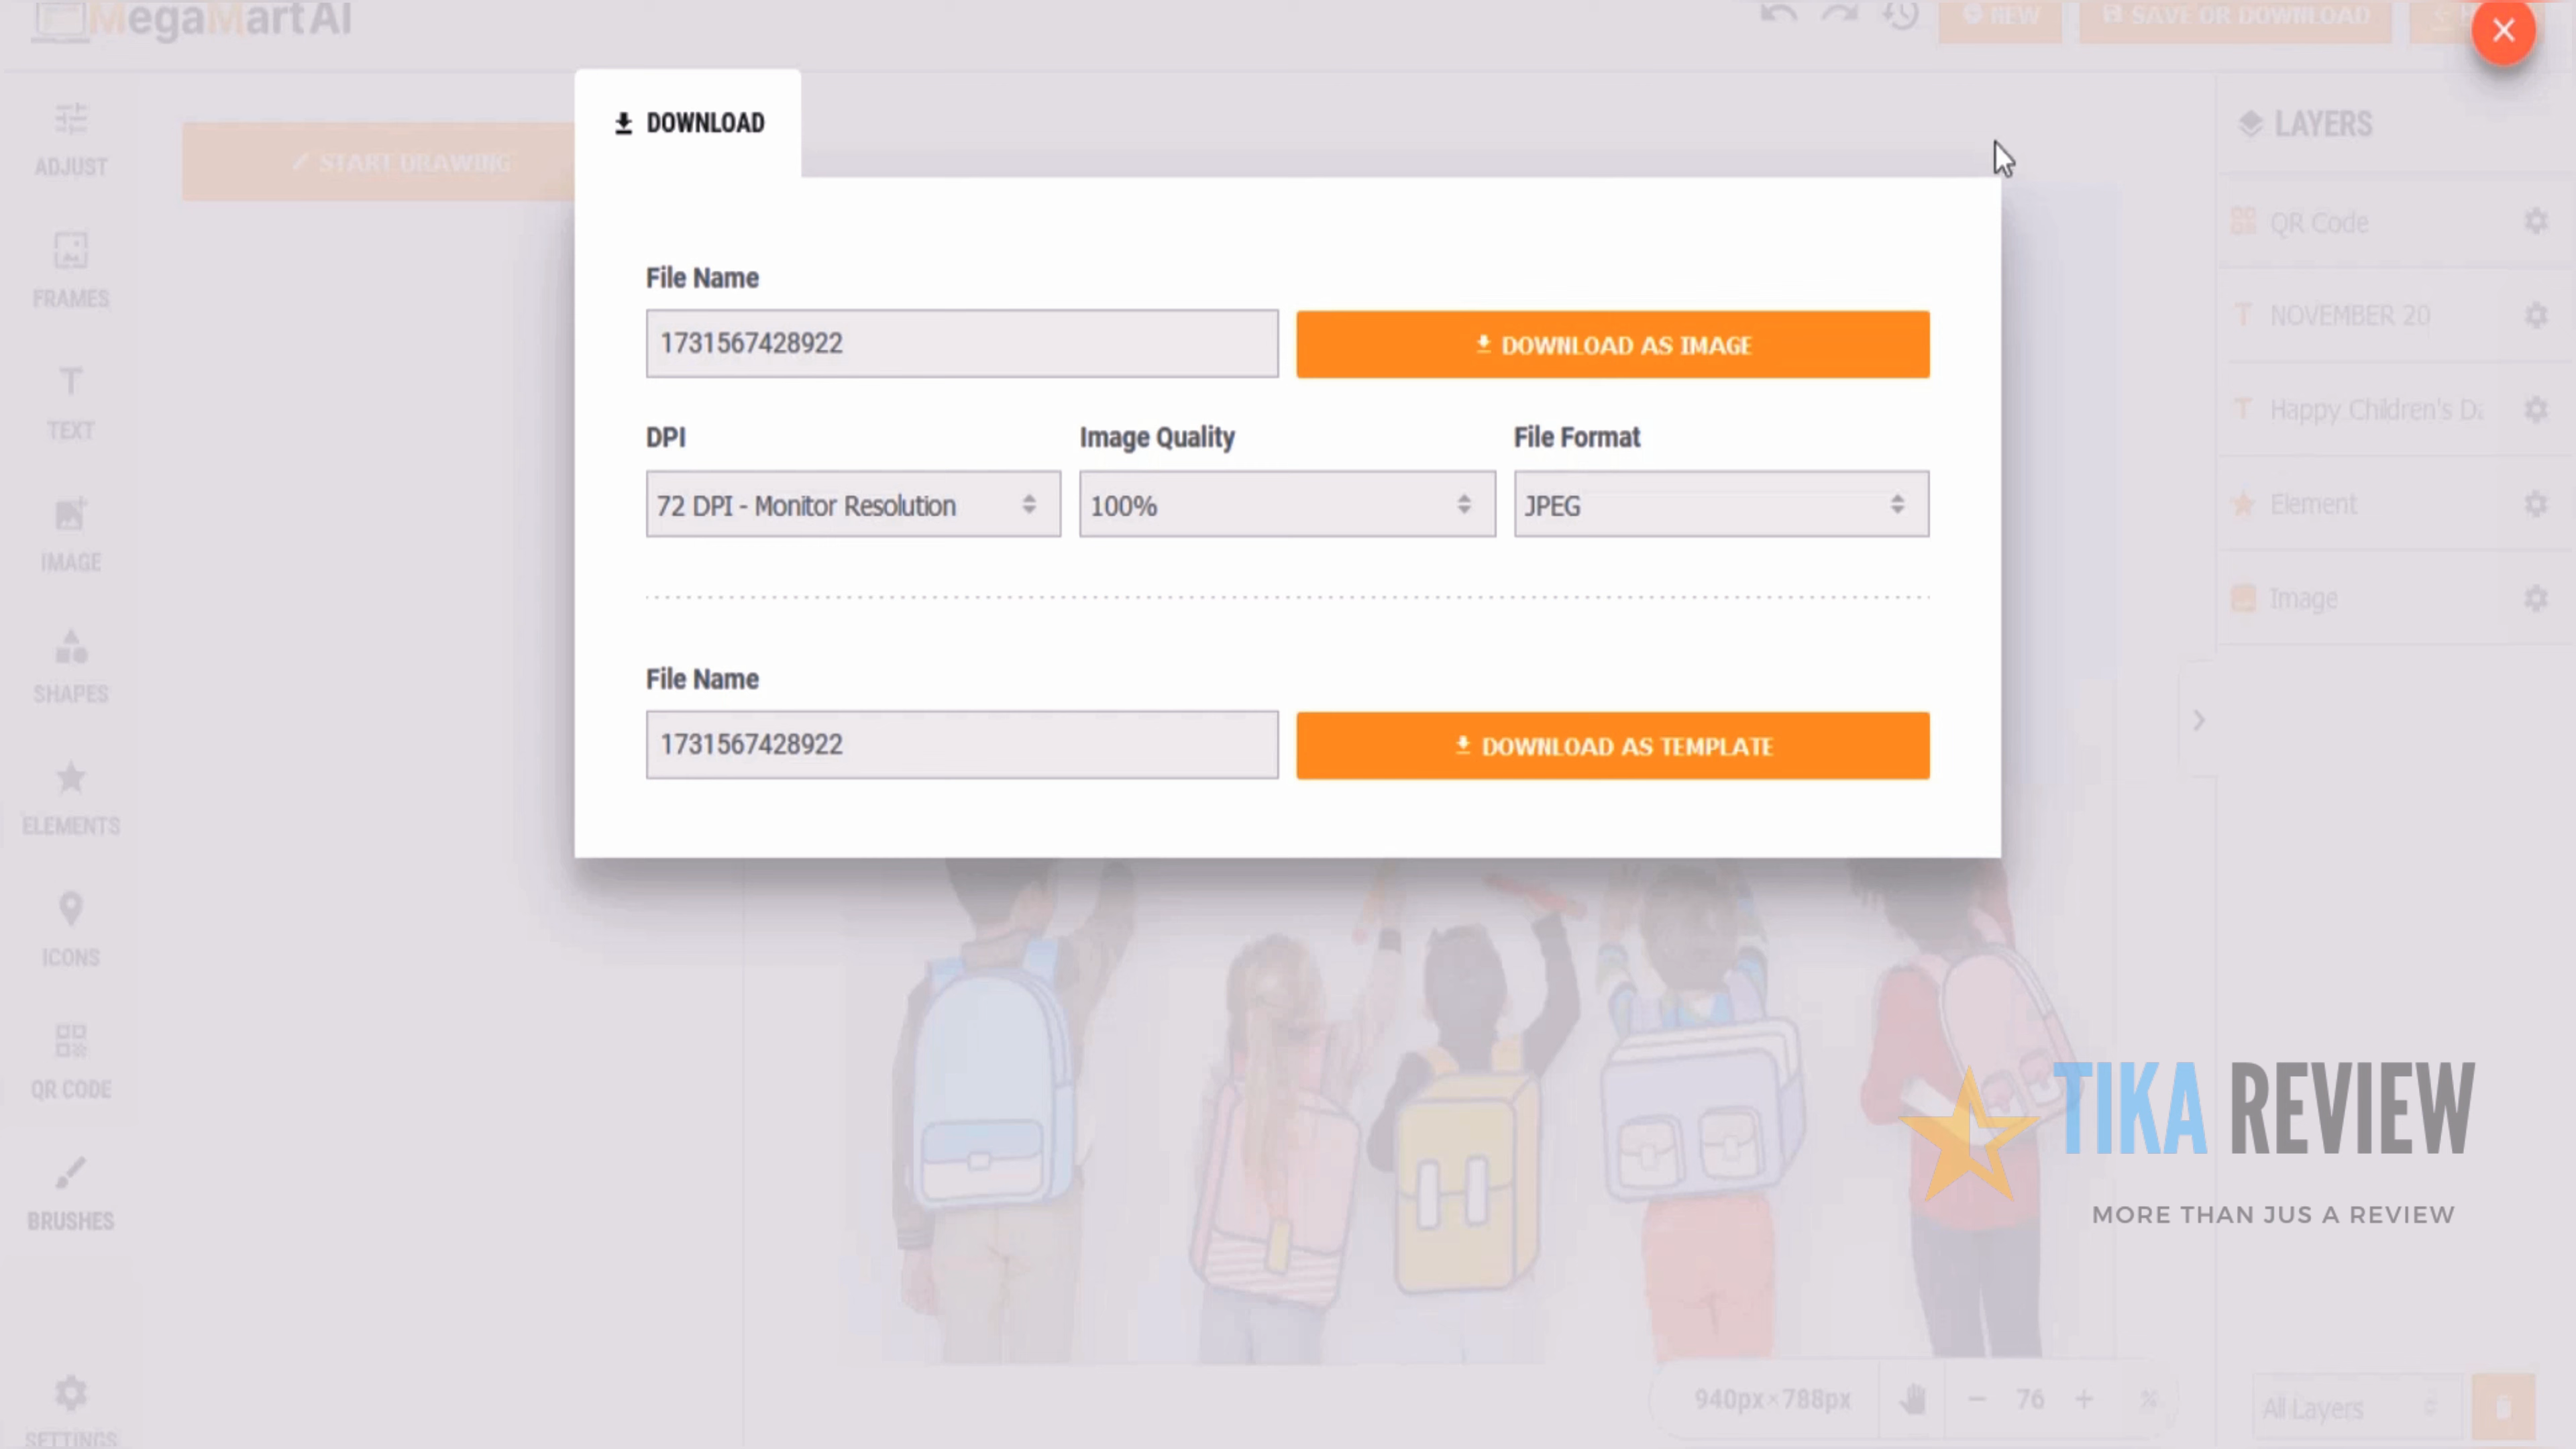 MegaMartAI
NEW
SAVE OR DOWNLOAD
DOWNLOAD
START DRAWING
ADJUST
FRAMES
TEXT
IMAGE
SHAPES
ELEMENTS
ICONS
QR CODE
BRUSHES
SETTINGS
File Name
1731567428922
DOWNLOAD AS IMAGE
DPI
Image Quality
File Format
72 DPI - Monitor Resolution
100%
JPEG
File Name
1731567428922
DOWNLOAD AS TEMPLATE
LAYERS
QR Code
NOVEMBER 20
Happy Children's Da
Element
Image
TIKA REVIEW
MORE THAN JUS A REVIEW
940px×788px
76
%
All Layers